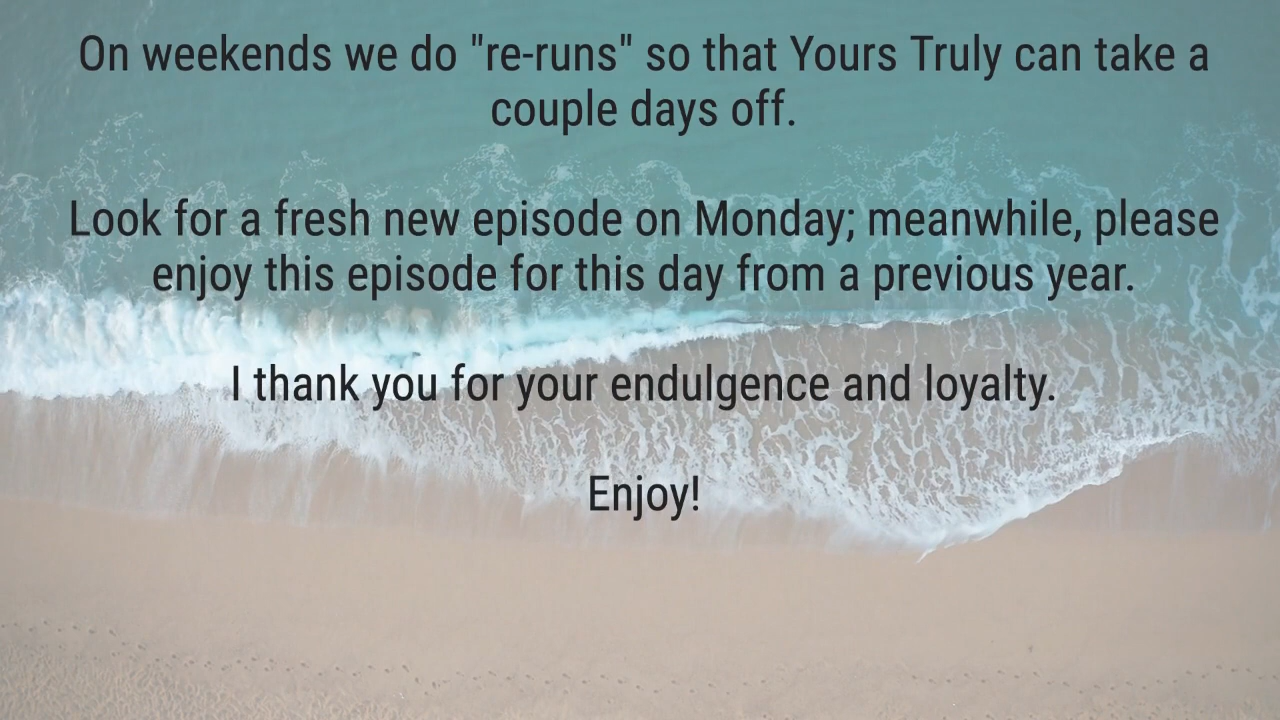 On weekends we do "re-runs" so that Yours Truly can take a
couple days off.
Look for a fresh new episode on Monday; meanwhile, please
enjoy this episode for this day from a previous year.
I thank you for your endulgence and loyalty.
Enjoy!